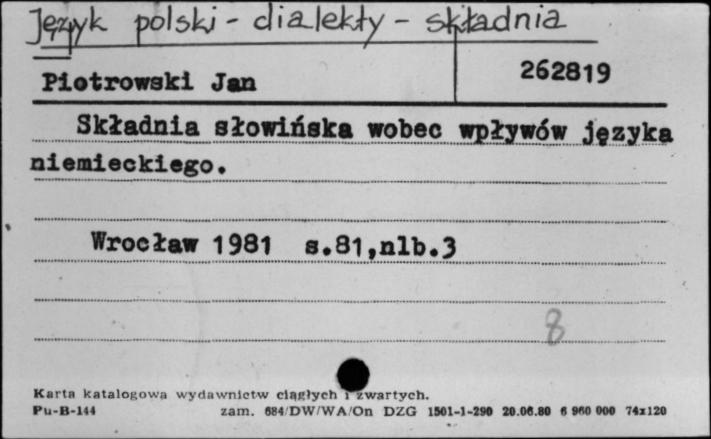 Język polski - dialekty - składnia
Piotrowski Jan 262819
Składnia słowińska wobec wpływów języka
niemieckiego.
Wrocław 1981 s.81,nlb.3
8
Karta katalogowa wydawnictw ciągłych i zwartych.
Pu-B-144 zam. 684/DW/WA/On DZG 1501-1-290 20.06.80 6 960 000 74x120